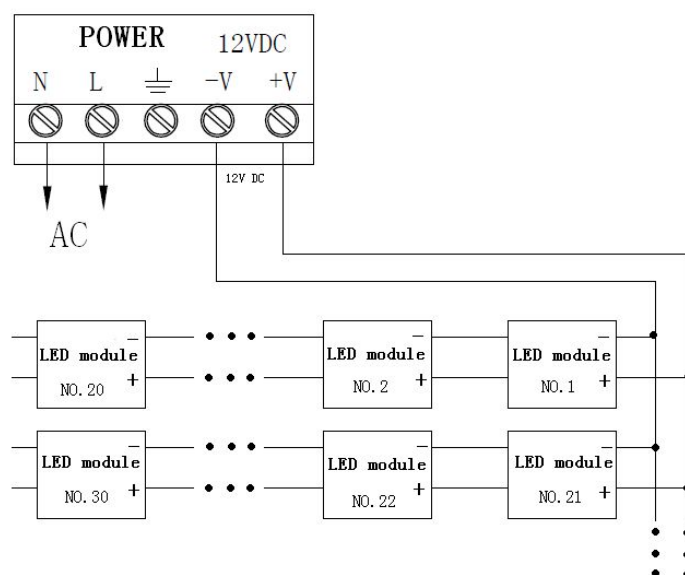 POWER 12VDC
N L -V +V
12V DC
AC
- - -
LED module LED module LED module
+ + +
NO.20 NO.2 NO.1
- - -
LED module LED module LED module
+ + +
NO.30 NO.22 NO.21